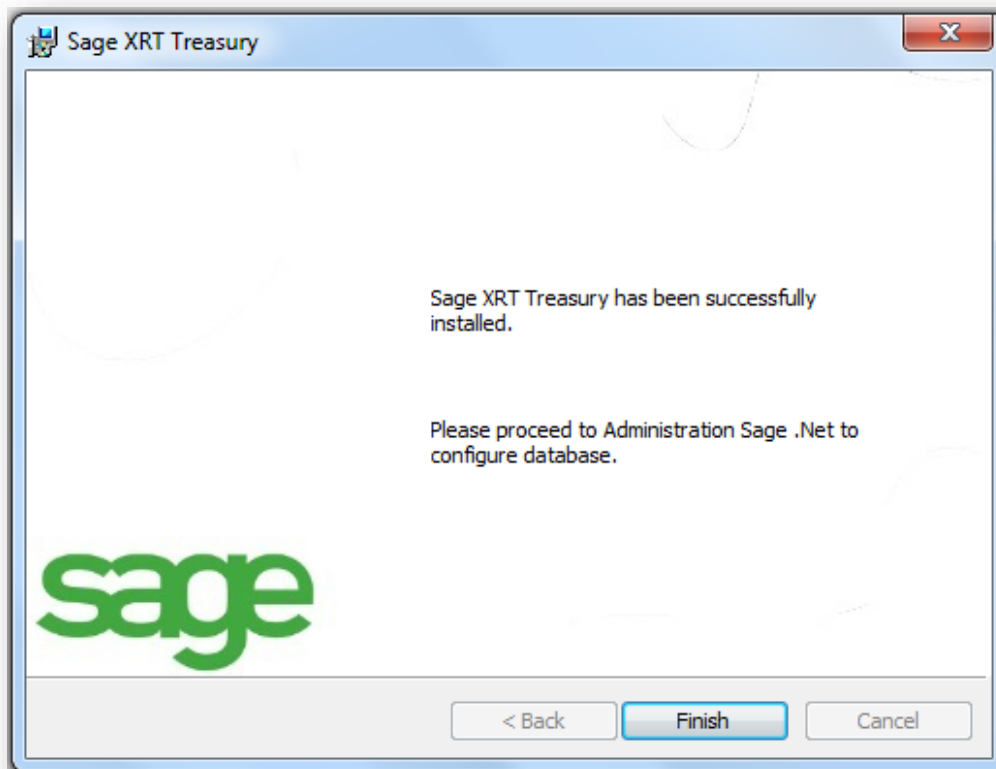 Sage XRT Treasury
Sage XRT Treasury has been successfully
installed.
Please proceed to Administration Sage .Net to
configure database.
sage
< Back
Finish
Cancel